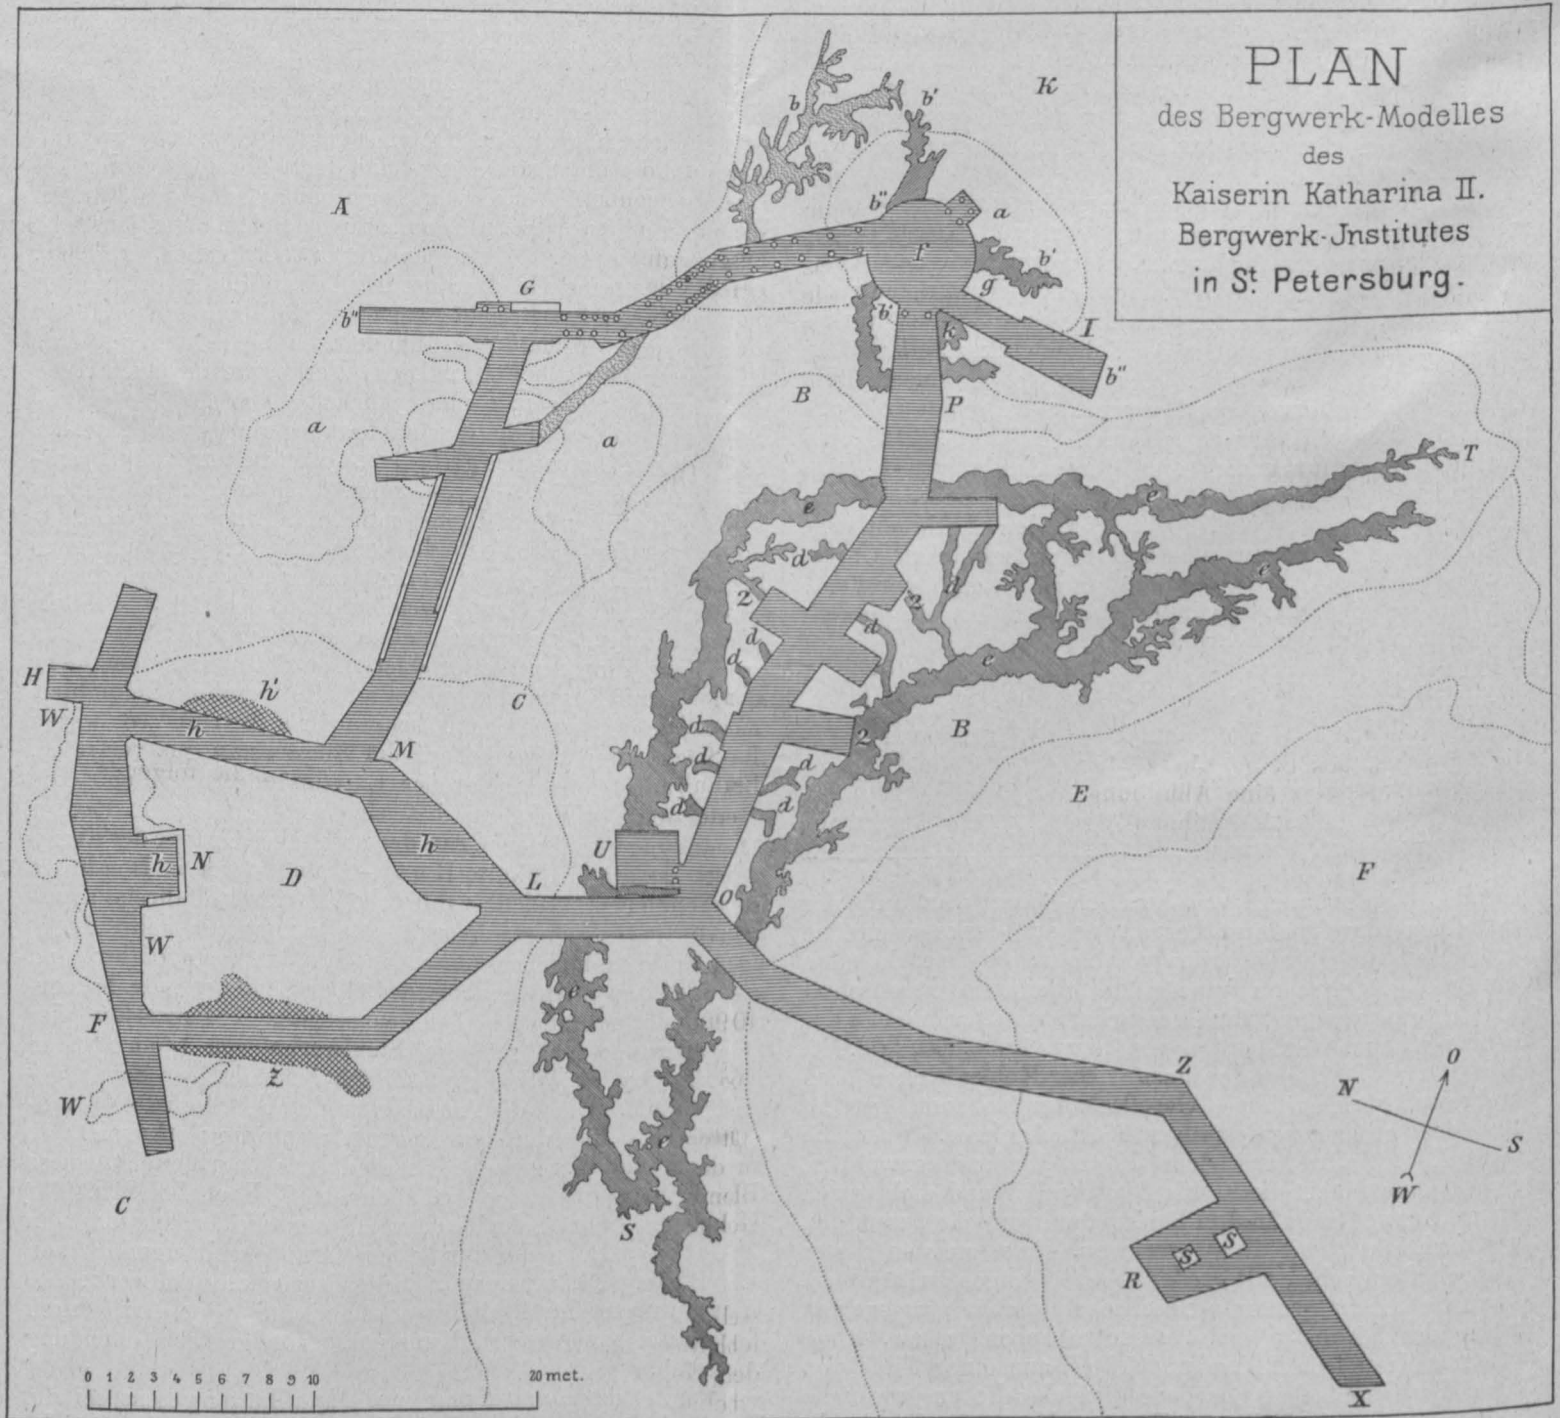 PLAN
des Bergwerk-Modelles
des
Kaiserin Katharina II.
Bergwerk-Jnstitutes
in St. Petersburg.
K
b
b'
A
b''
a
f
b'
G
g
b''
b'
k
I
b''
B
P
a
a
T
e
e
d
e
2
d
2
d
d
d
H
h'
W
h
C
e
M
d
B
2
d
d
E
d
d
h
U
h
N
D
F
L
O
W
e
F
Z
z
O
N
W
S
e
W
C
S
S
S
R
0 1 2 3 4 5 6 7 8 9 10
20 met.
X